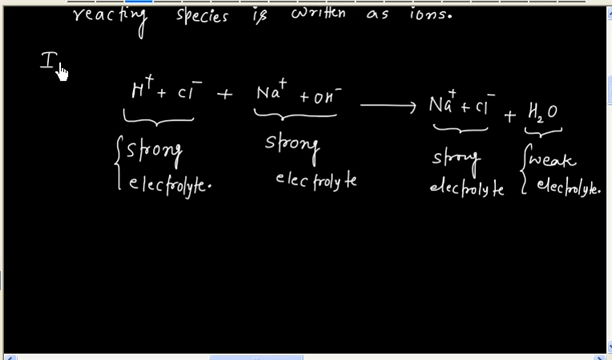 reacting species is written as ions.
I
H⁺ + Cl⁻ + Na⁺ + OH⁻ ⟶ Na⁺ + Cl⁻ + H₂O
strong strong strong weak
electrolyte. electrolyte electrolyte electrolyte.